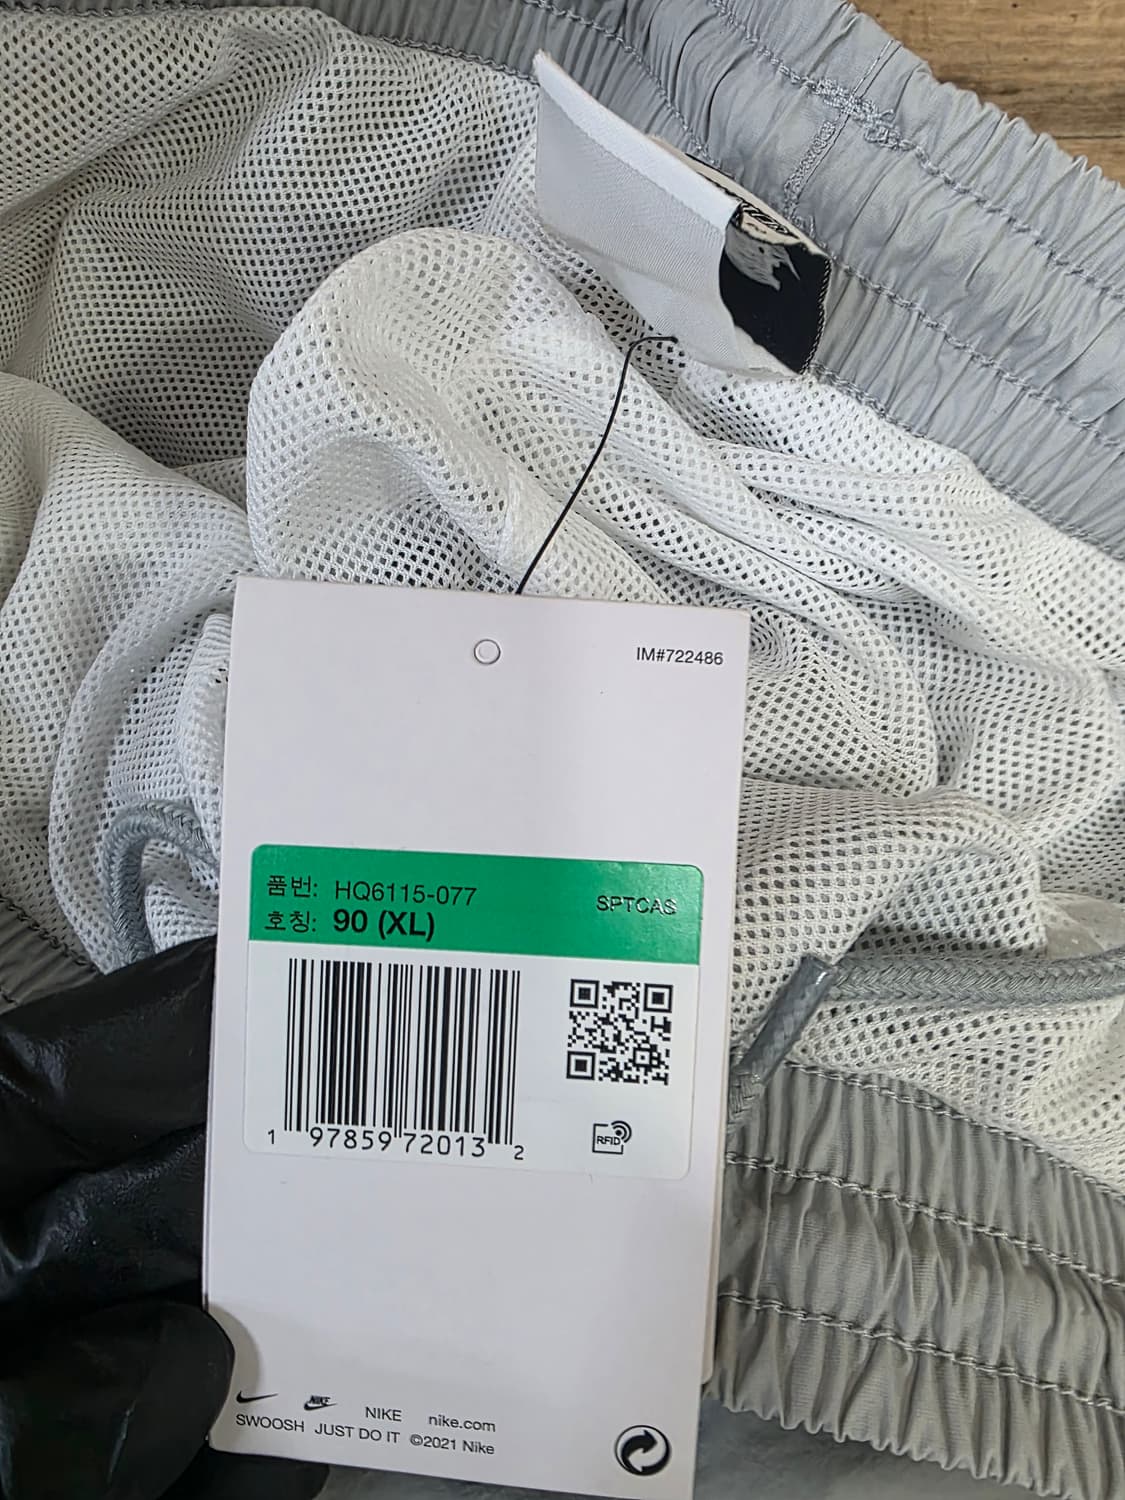 IM#722486
품번: HQ6115-077
SPTCAS
호칭: 90 (XL)
1 97859 72013 2
RFID
NIKE
NIKE nike.com
SWOOSH JUST DO IT ©2021 Nike